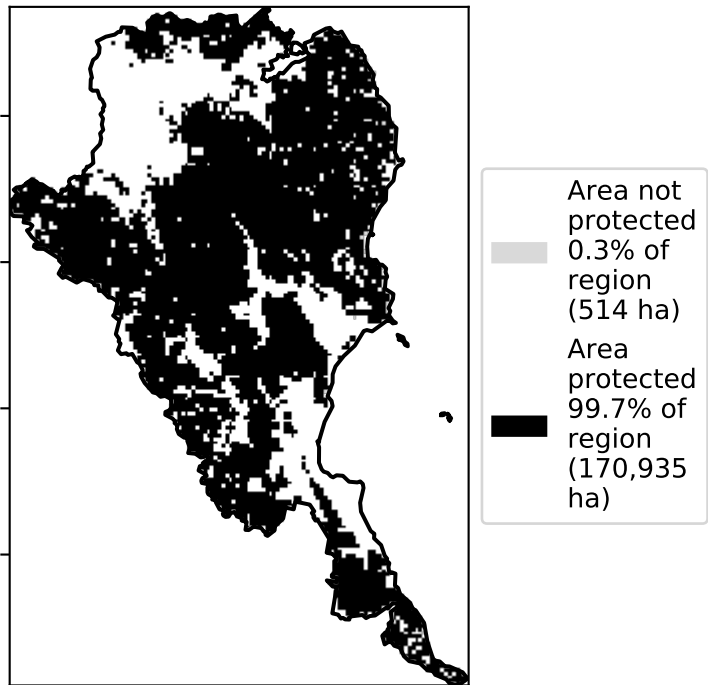 Area not
protected
0.3% of
region
(514 ha)
Area
protected
99.7% of
region
(170,935
ha)